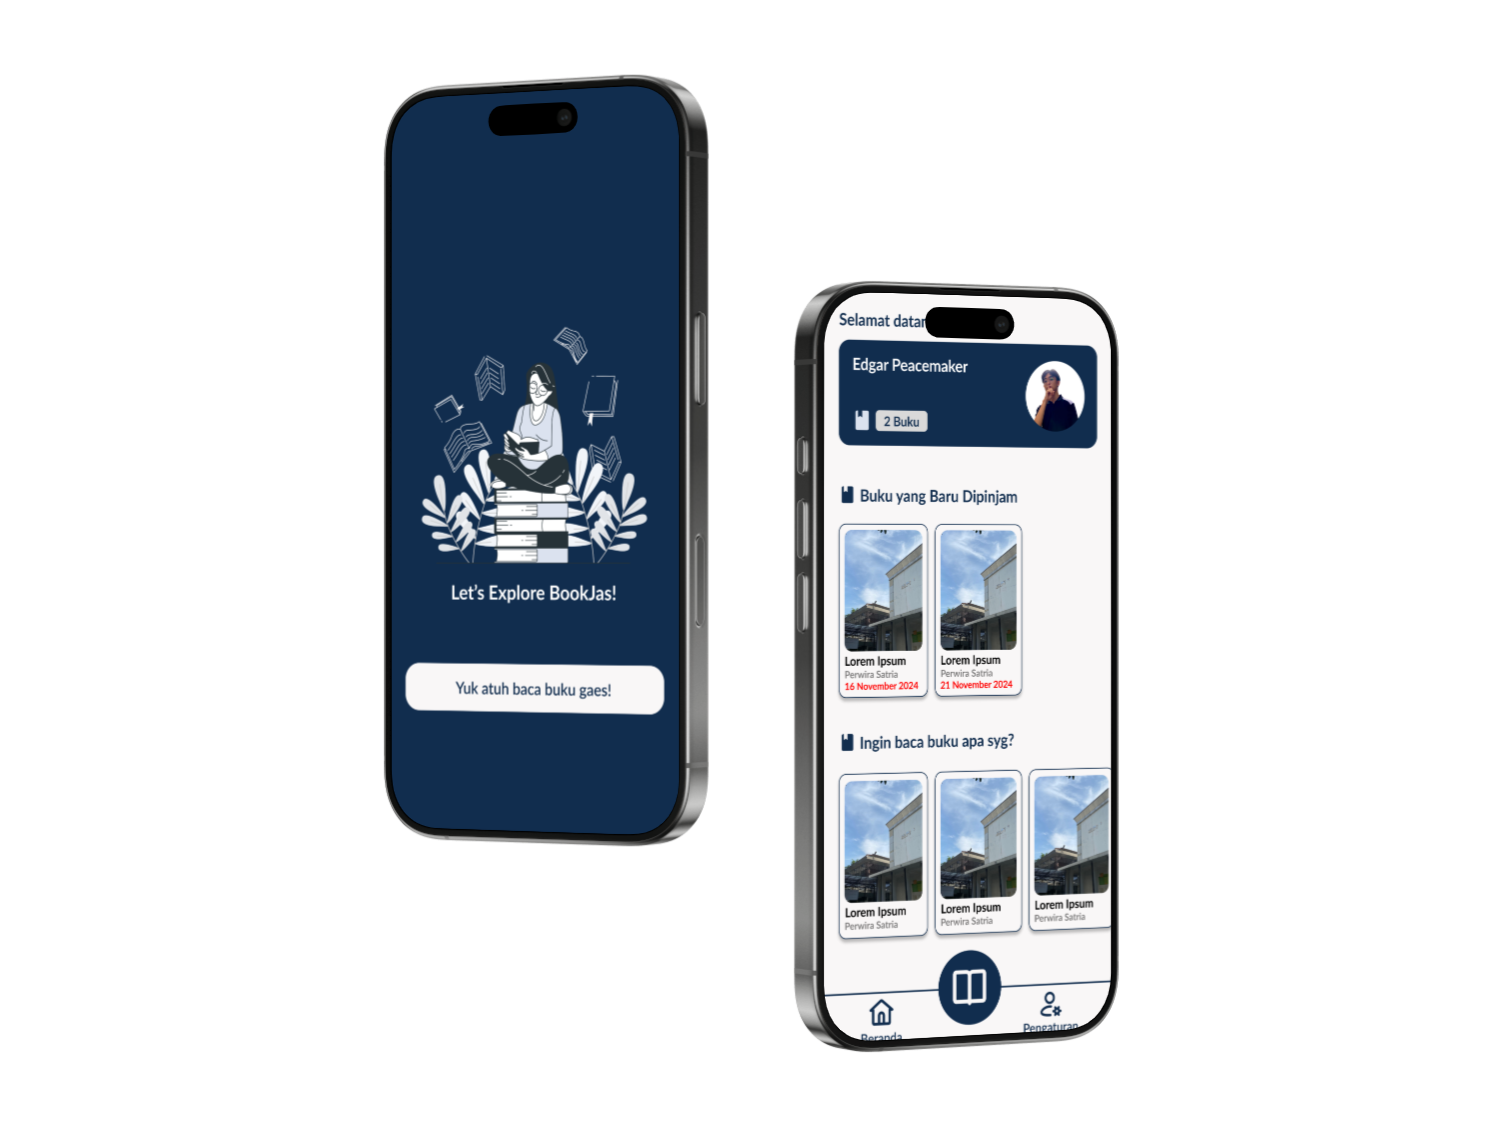 Let's Explore BookJas!
Yuk atuh baca buku gaes!
Selamat datan
Edgar Peacemaker
2 Buku
Buku yang Baru Dipinjam
Lorem Ipsum
Perwira Satria
16 November 2024
Lorem Ipsum
Perwira Satria
21 November 2024
Ingin baca buku apa syg?
Lorem Ipsum
Perwira Satria
Lorem Ipsum
Perwira Satria
Lorem Ipsum
Perwira Satria
Beranda
Pengaturan